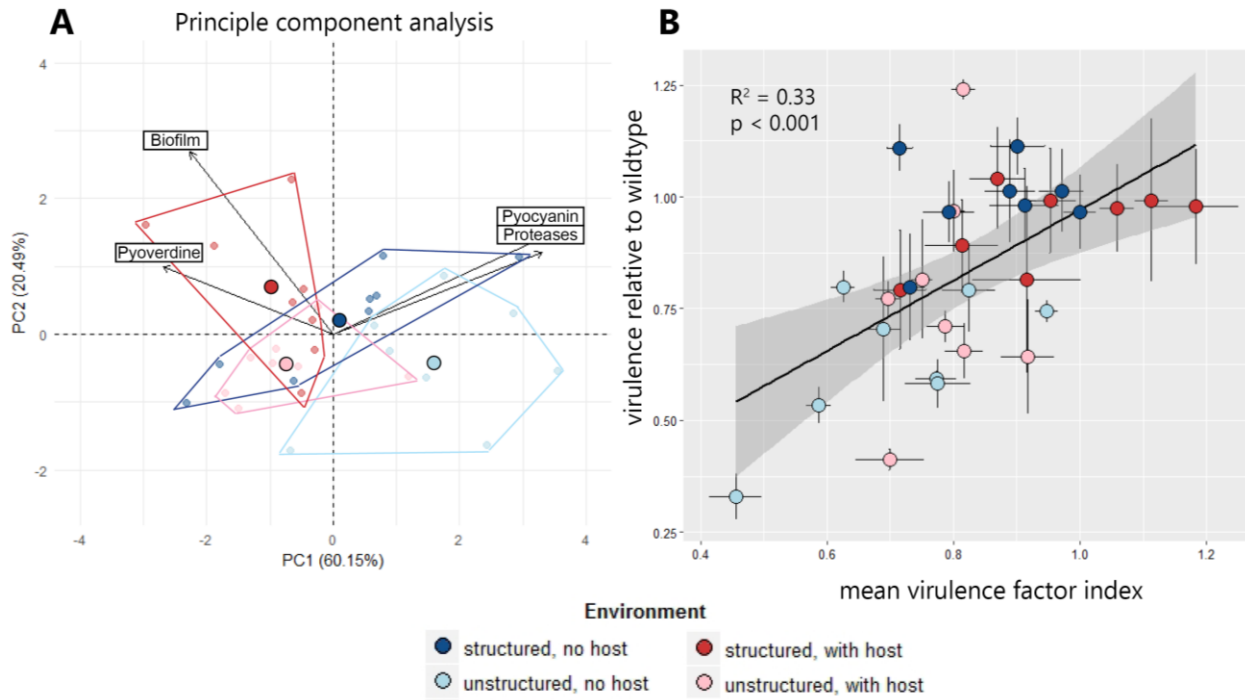 A
Principle component analysis
4
2
0
-2
PC2 (20.49%)
Biofilm
Pyoverdine
Pyocyanin
Proteases
-4
-2
0
2
4
PC1 (60.15%)
B
R² = 0.33
p < 0.001
virulence relative to wildtype
1.25
1.00
0.75
0.50
0.25
0.4
0.6
0.8
1.0
1.2
mean virulence factor index
Environment
structured, no host
structured, with host
unstructured, no host
unstructured, with host